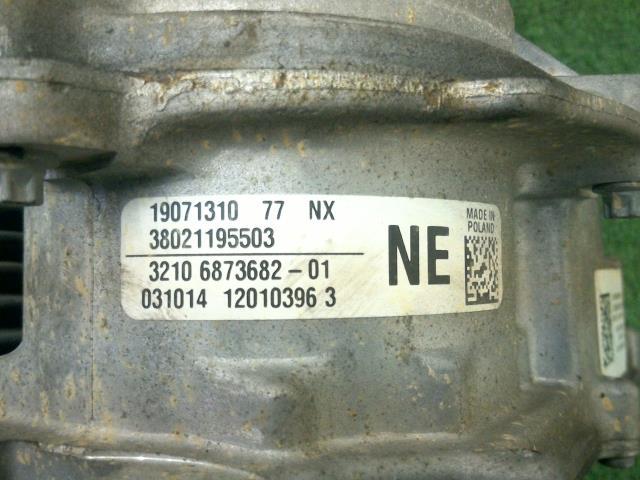 19071310 77 NX
38021195503
3210 6873682-01
031014 12010396 3
NE
MADE IN
POLAND